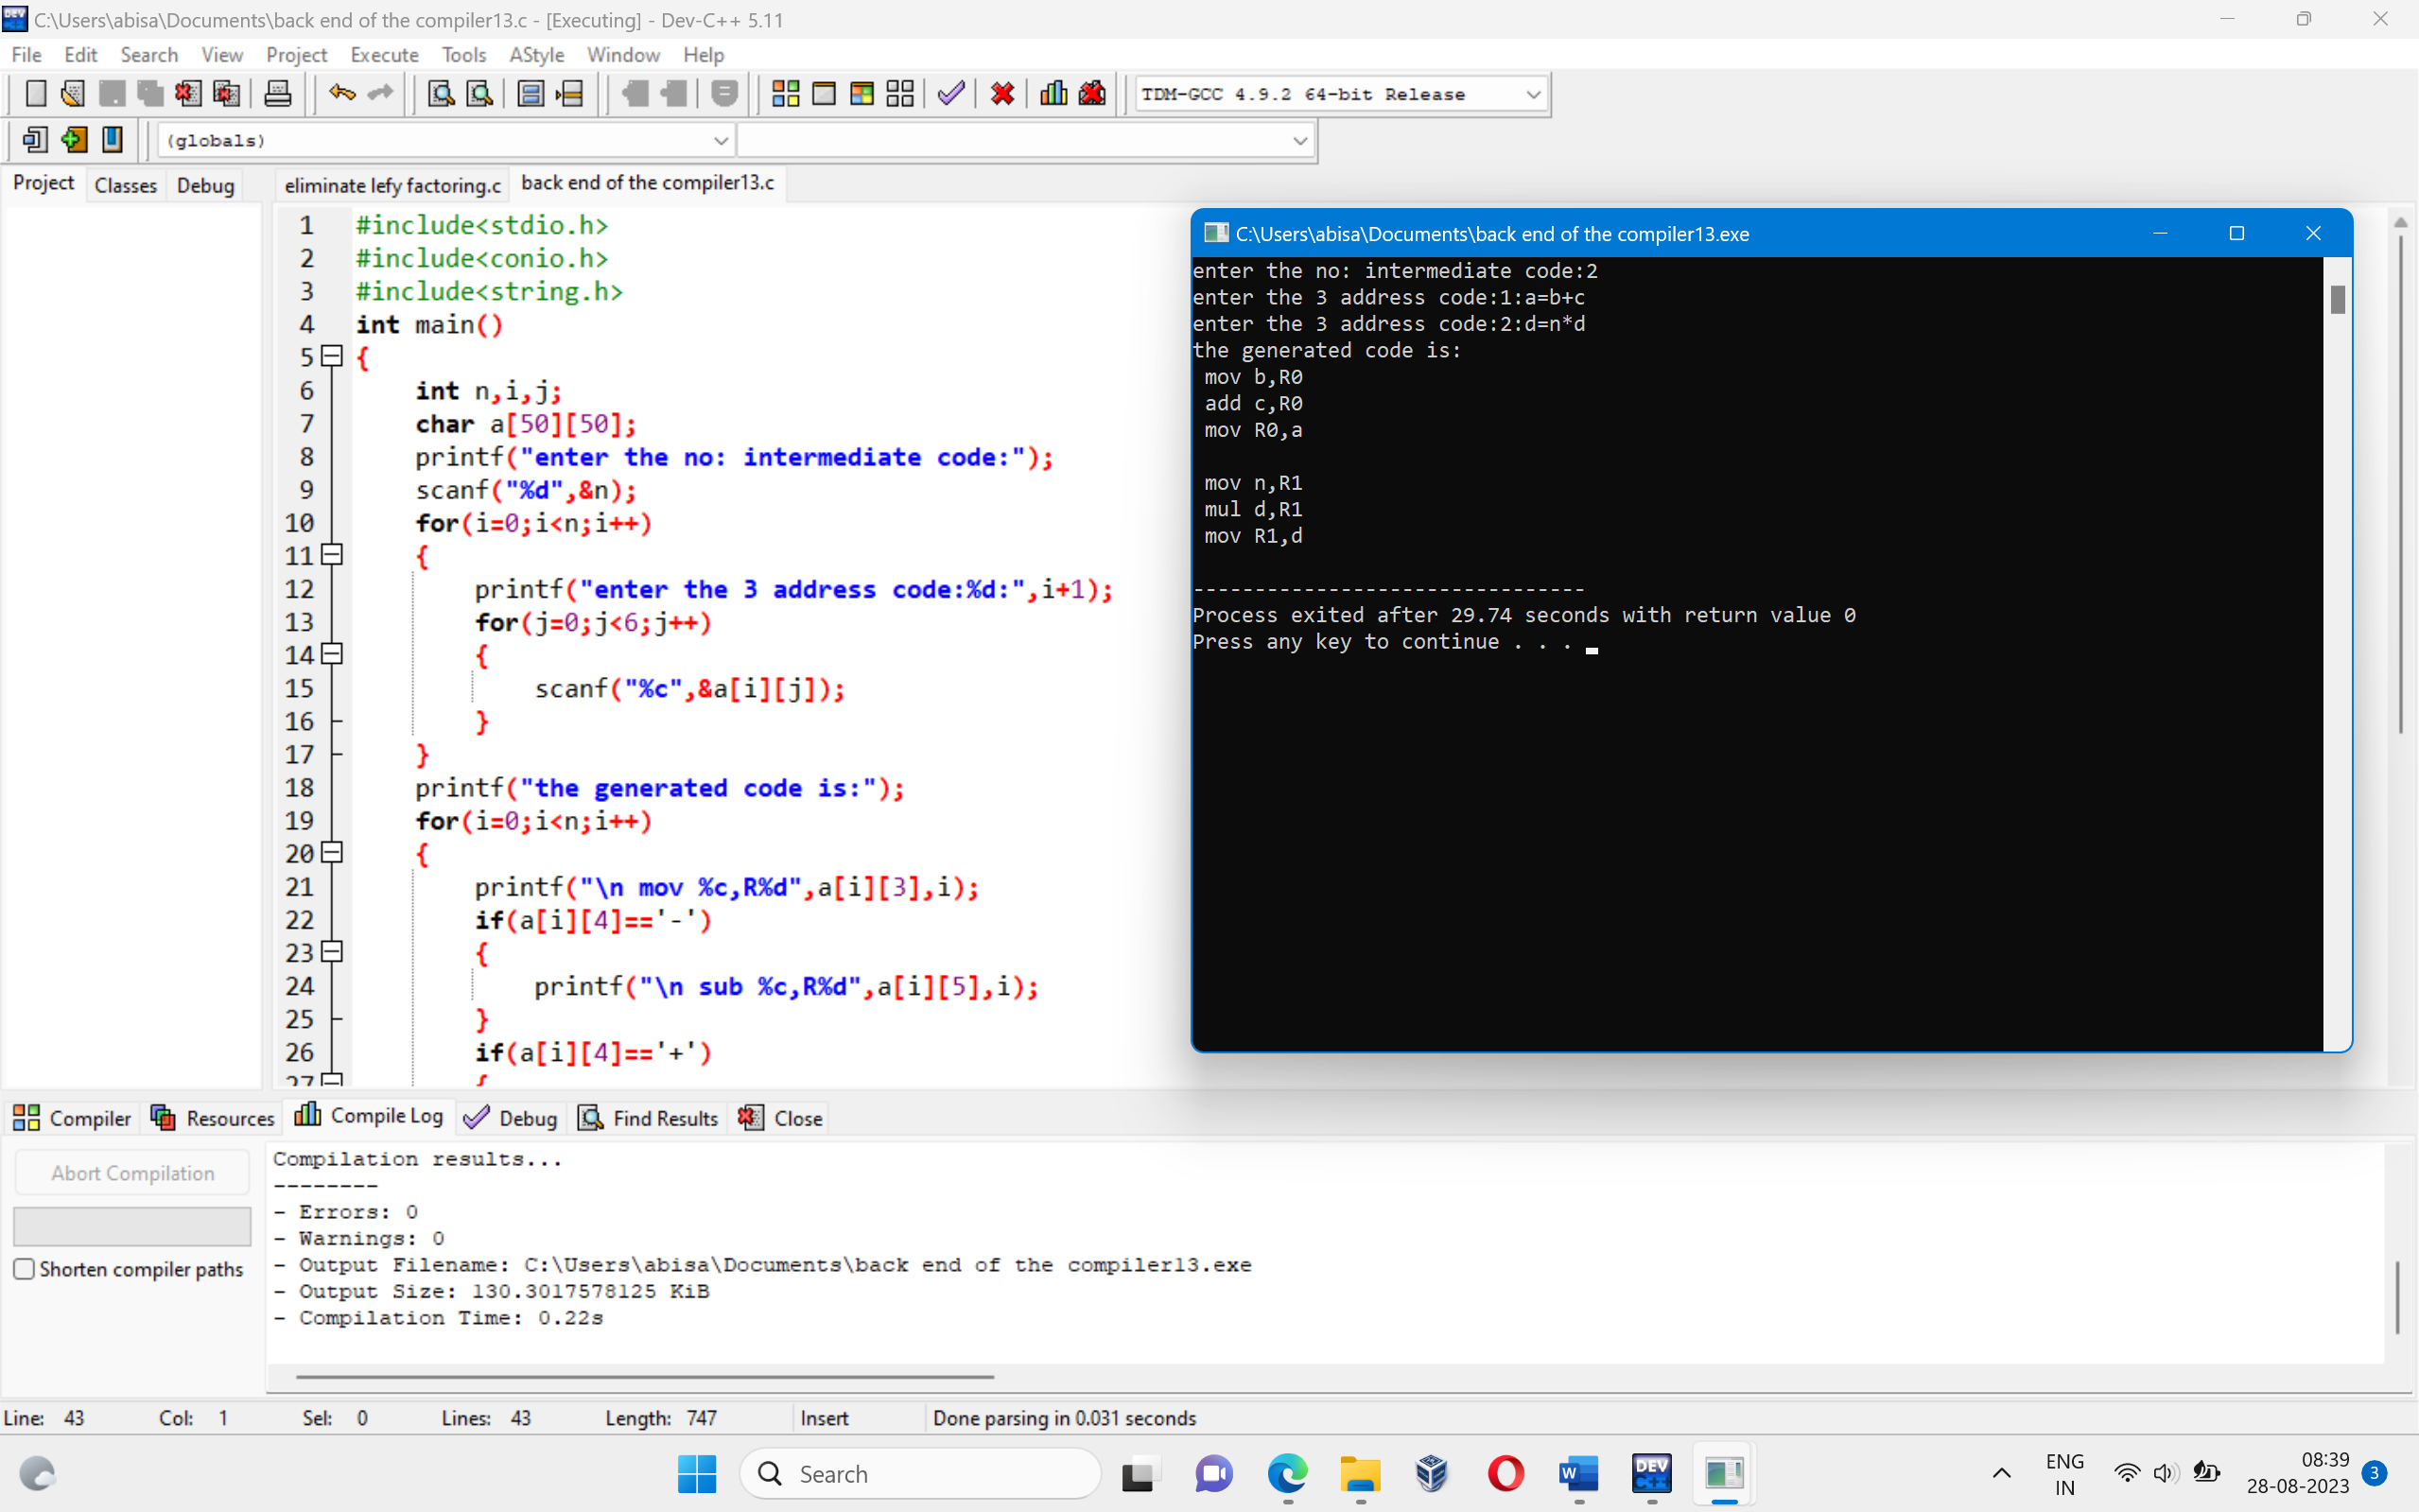 C:\Users\abisa\Documents\back end of the compiler13.c - [Executing] - Dev-C++ 5.11
File Edit Search View Project Execute Tools AStyle Window Help
TDM-GCC 4.9.2 64-bit Release
(globals)
Project Classes Debug
eliminate lefy factoring.c back end of the compiler13.c
1 #include<stdio.h>
2 #include<conio.h>
3 #include<string.h>
4 int main()
5 {
6 int n,i,j;
7 char a[50][50];
8 printf("enter the no: intermediate code:");
9 scanf("%d",&n);
10 for(i=0;i<n;i++)
11 {
12 printf("enter the 3 address code:%d:",i+1);
13 for(j=0;j<6;j++)
14 {
15 scanf("%c",&a[i][j]);
16 }
17 }
18 printf("the generated code is:");
19 for(i=0;i<n;i++)
20 {
21 printf("\n mov %c,R%d",a[i][3],i);
22 if(a[i][4]=='-')
23 {
24 printf("\n sub %c,R%d",a[i][5],i);
25 }
26 if(a[i][4]=='+')
27 {
C:\Users\abisa\Documents\back end of the compiler13.exe
enter the no: intermediate code:2
enter the 3 address code:1:a=b+c
enter the 3 address code:2:d=n*d
the generated code is:
mov b,R0
add c,R0
mov R0,a
mov n,R1
mul d,R1
mov R1,d
--------------------------------
Process exited after 29.74 seconds with return value 0
Press any key to continue . . .
Compiler Resources Compile Log Debug Find Results Close
Abort Compilation
Shorten compiler paths
Compilation results...
--------
- Errors: 0
- Warnings: 0
- Output Filename: C:\Users\abisa\Documents\back end of the compiler13.exe
- Output Size: 130.3017578125 KiB
- Compilation Time: 0.22s
Line: 43 Col: 1 Sel: 0 Lines: 43 Length: 747 Insert Done parsing in 0.031 seconds
Search
W
DEV C++
ENG
IN
08:39
28-08-2023
3